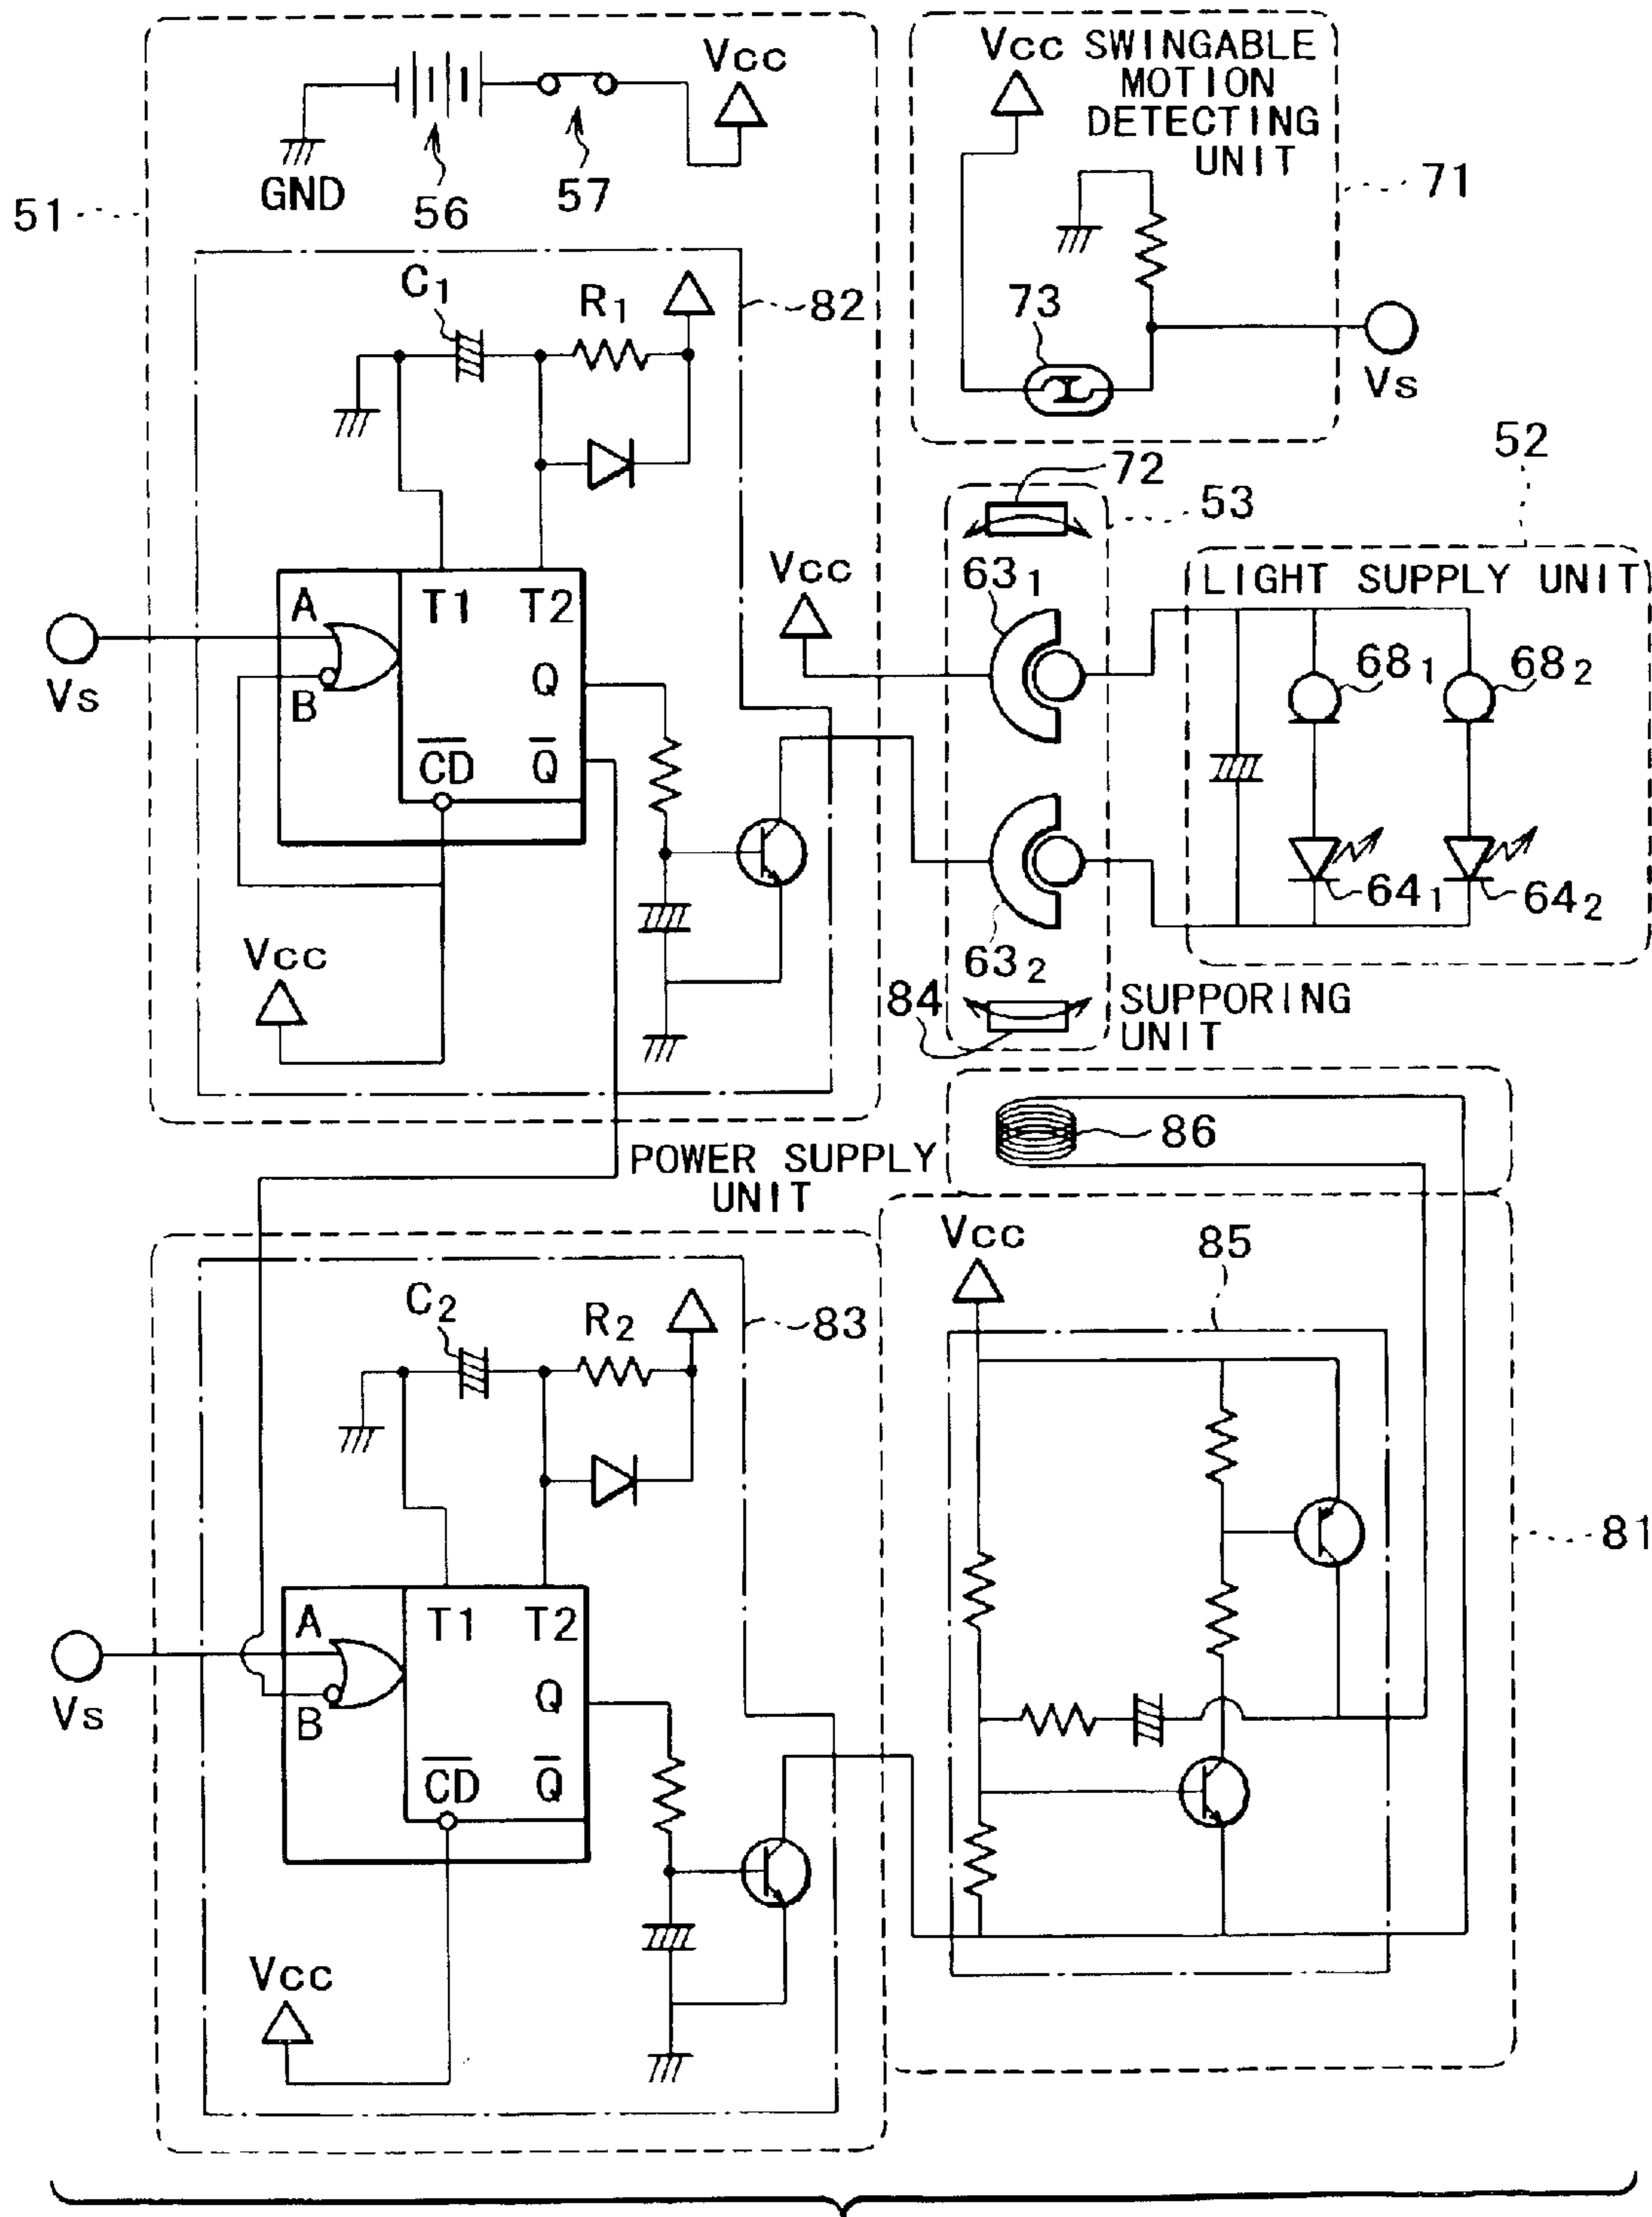 Vcc
GND
56
57
51
C1
R1
82
Vcc SWINGABLE
MOTION
DETECTING
UNIT
71
73
Vs
72
53
52
A
T1
T2
Q
B
CD
Q
Vs
Vcc
Vcc
631
632
84
SUPPORING
UNIT
LIGHT SUPPLY UNIT
681
682
641
642
POWER SUPPLY
UNIT
86
Vcc
85
81
C2
R2
83
A
T1
T2
Q
B
CD
Q
Vs
Vcc